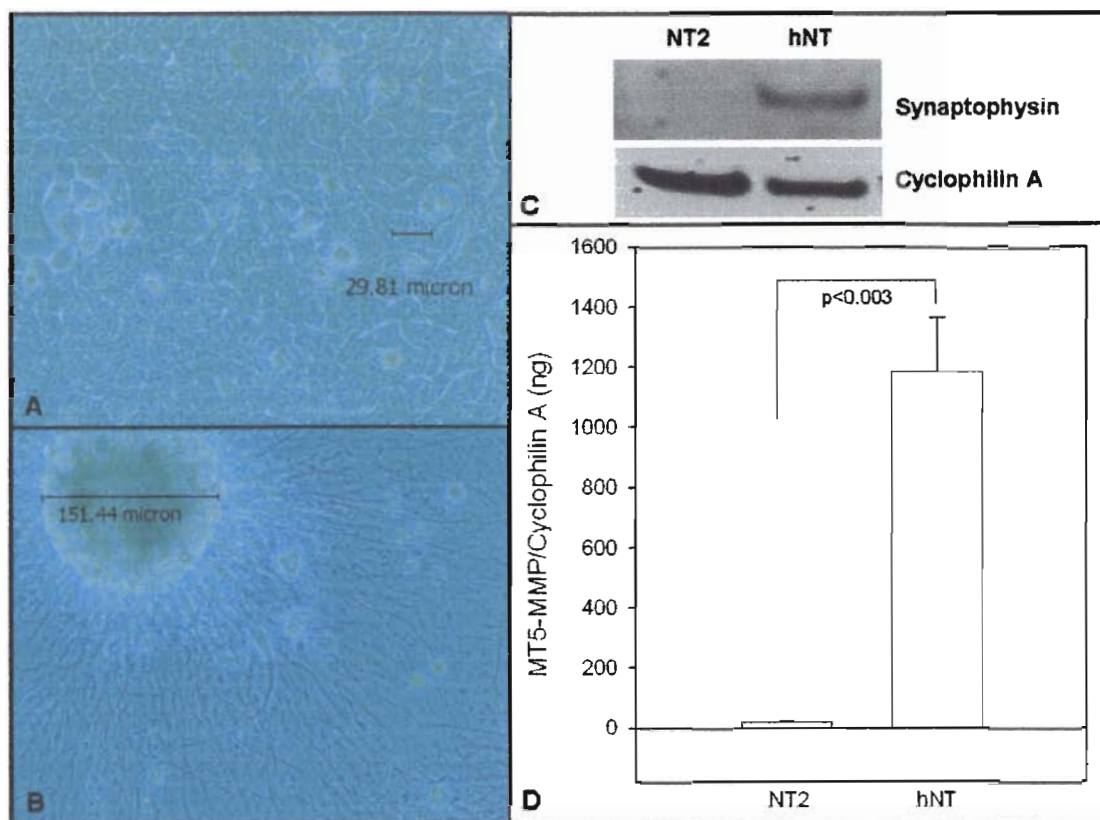 29.81 micron
A
151.44 micron
B
NT2 hNT
Synaptophysin
Cyclophilin A
C
1600
1400
1200
1000
800
600
400
200
0
MT5-MMP/Cyclophilin A (ng)
p<0.003
NT2 hNT
D